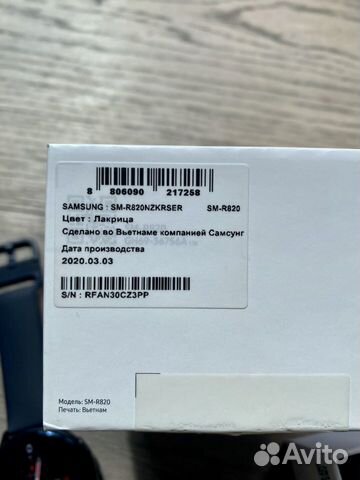 8 806090 217258
SAMSUNG : SM-R820NZKRSER SM-R820
Цвет : Лакрица
Сделано во Вьетнаме компанией Самсунг
Дата производства
2020.03.03
S/N : RFAN30CZ3PP
Модель: SM-R820
Печать: Вьетнам
Avito